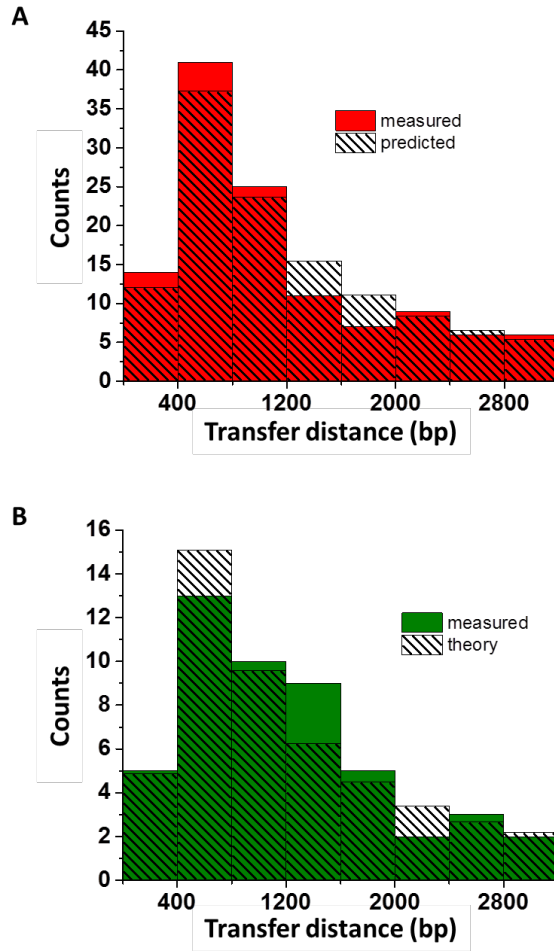 A
45
40
35
30
25
20
15
10
5
0
Counts
measured
predicted
400 1200 2000 2800
Transfer distance (bp)
B
16
14
12
10
8
6
4
2
0
Counts
measured
theory
400 1200 2000 2800
Transfer distance (bp)